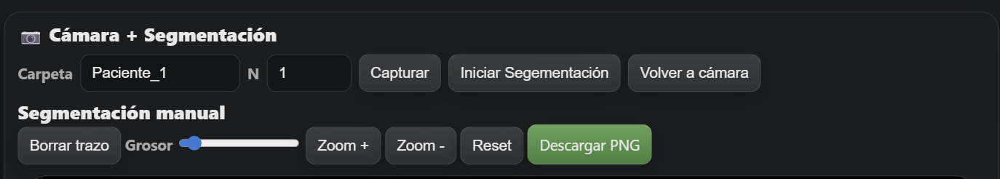 Cámara + Segmentación
Carpeta Paciente_1 N 1 Capturar Iniciar Segementación Volver a cámara
Segmentación manual
Borrar trazo Grosor Zoom + Zoom - Reset Descargar PNG